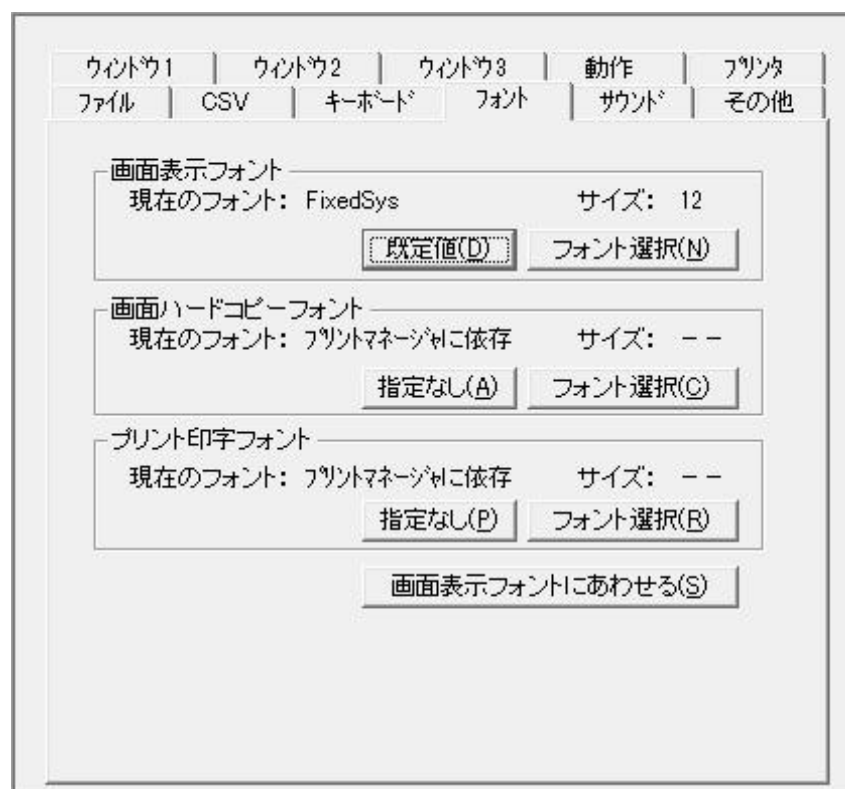 ｳｨﾝﾄﾞｳ1 ｳｨﾝﾄﾞｳ2 ｳｨﾝﾄﾞｳ3 動作 ﾌﾟﾘﾝﾀ
ﾌｧｲﾙ CSV ｷｰﾎﾞｰﾄﾞ ﾌｫﾝﾄ ｻｳﾝﾄﾞ その他
画面表示フォント
現在のフォント: FixedSys サイズ: 12
既定値(D) フォント選択(N)
画面ハードコピーフォント
現在のフォント: ﾌﾟﾘﾝﾄﾏﾈｰｼﾞｬに依存 サイズ: --
指定なし(A) フォント選択(C)
プリント印字フォント
現在のフォント: ﾌﾟﾘﾝﾄﾏﾈｰｼﾞｬに依存 サイズ: --
指定なし(P) フォント選択(R)
画面表示フォントにあわせる(S)